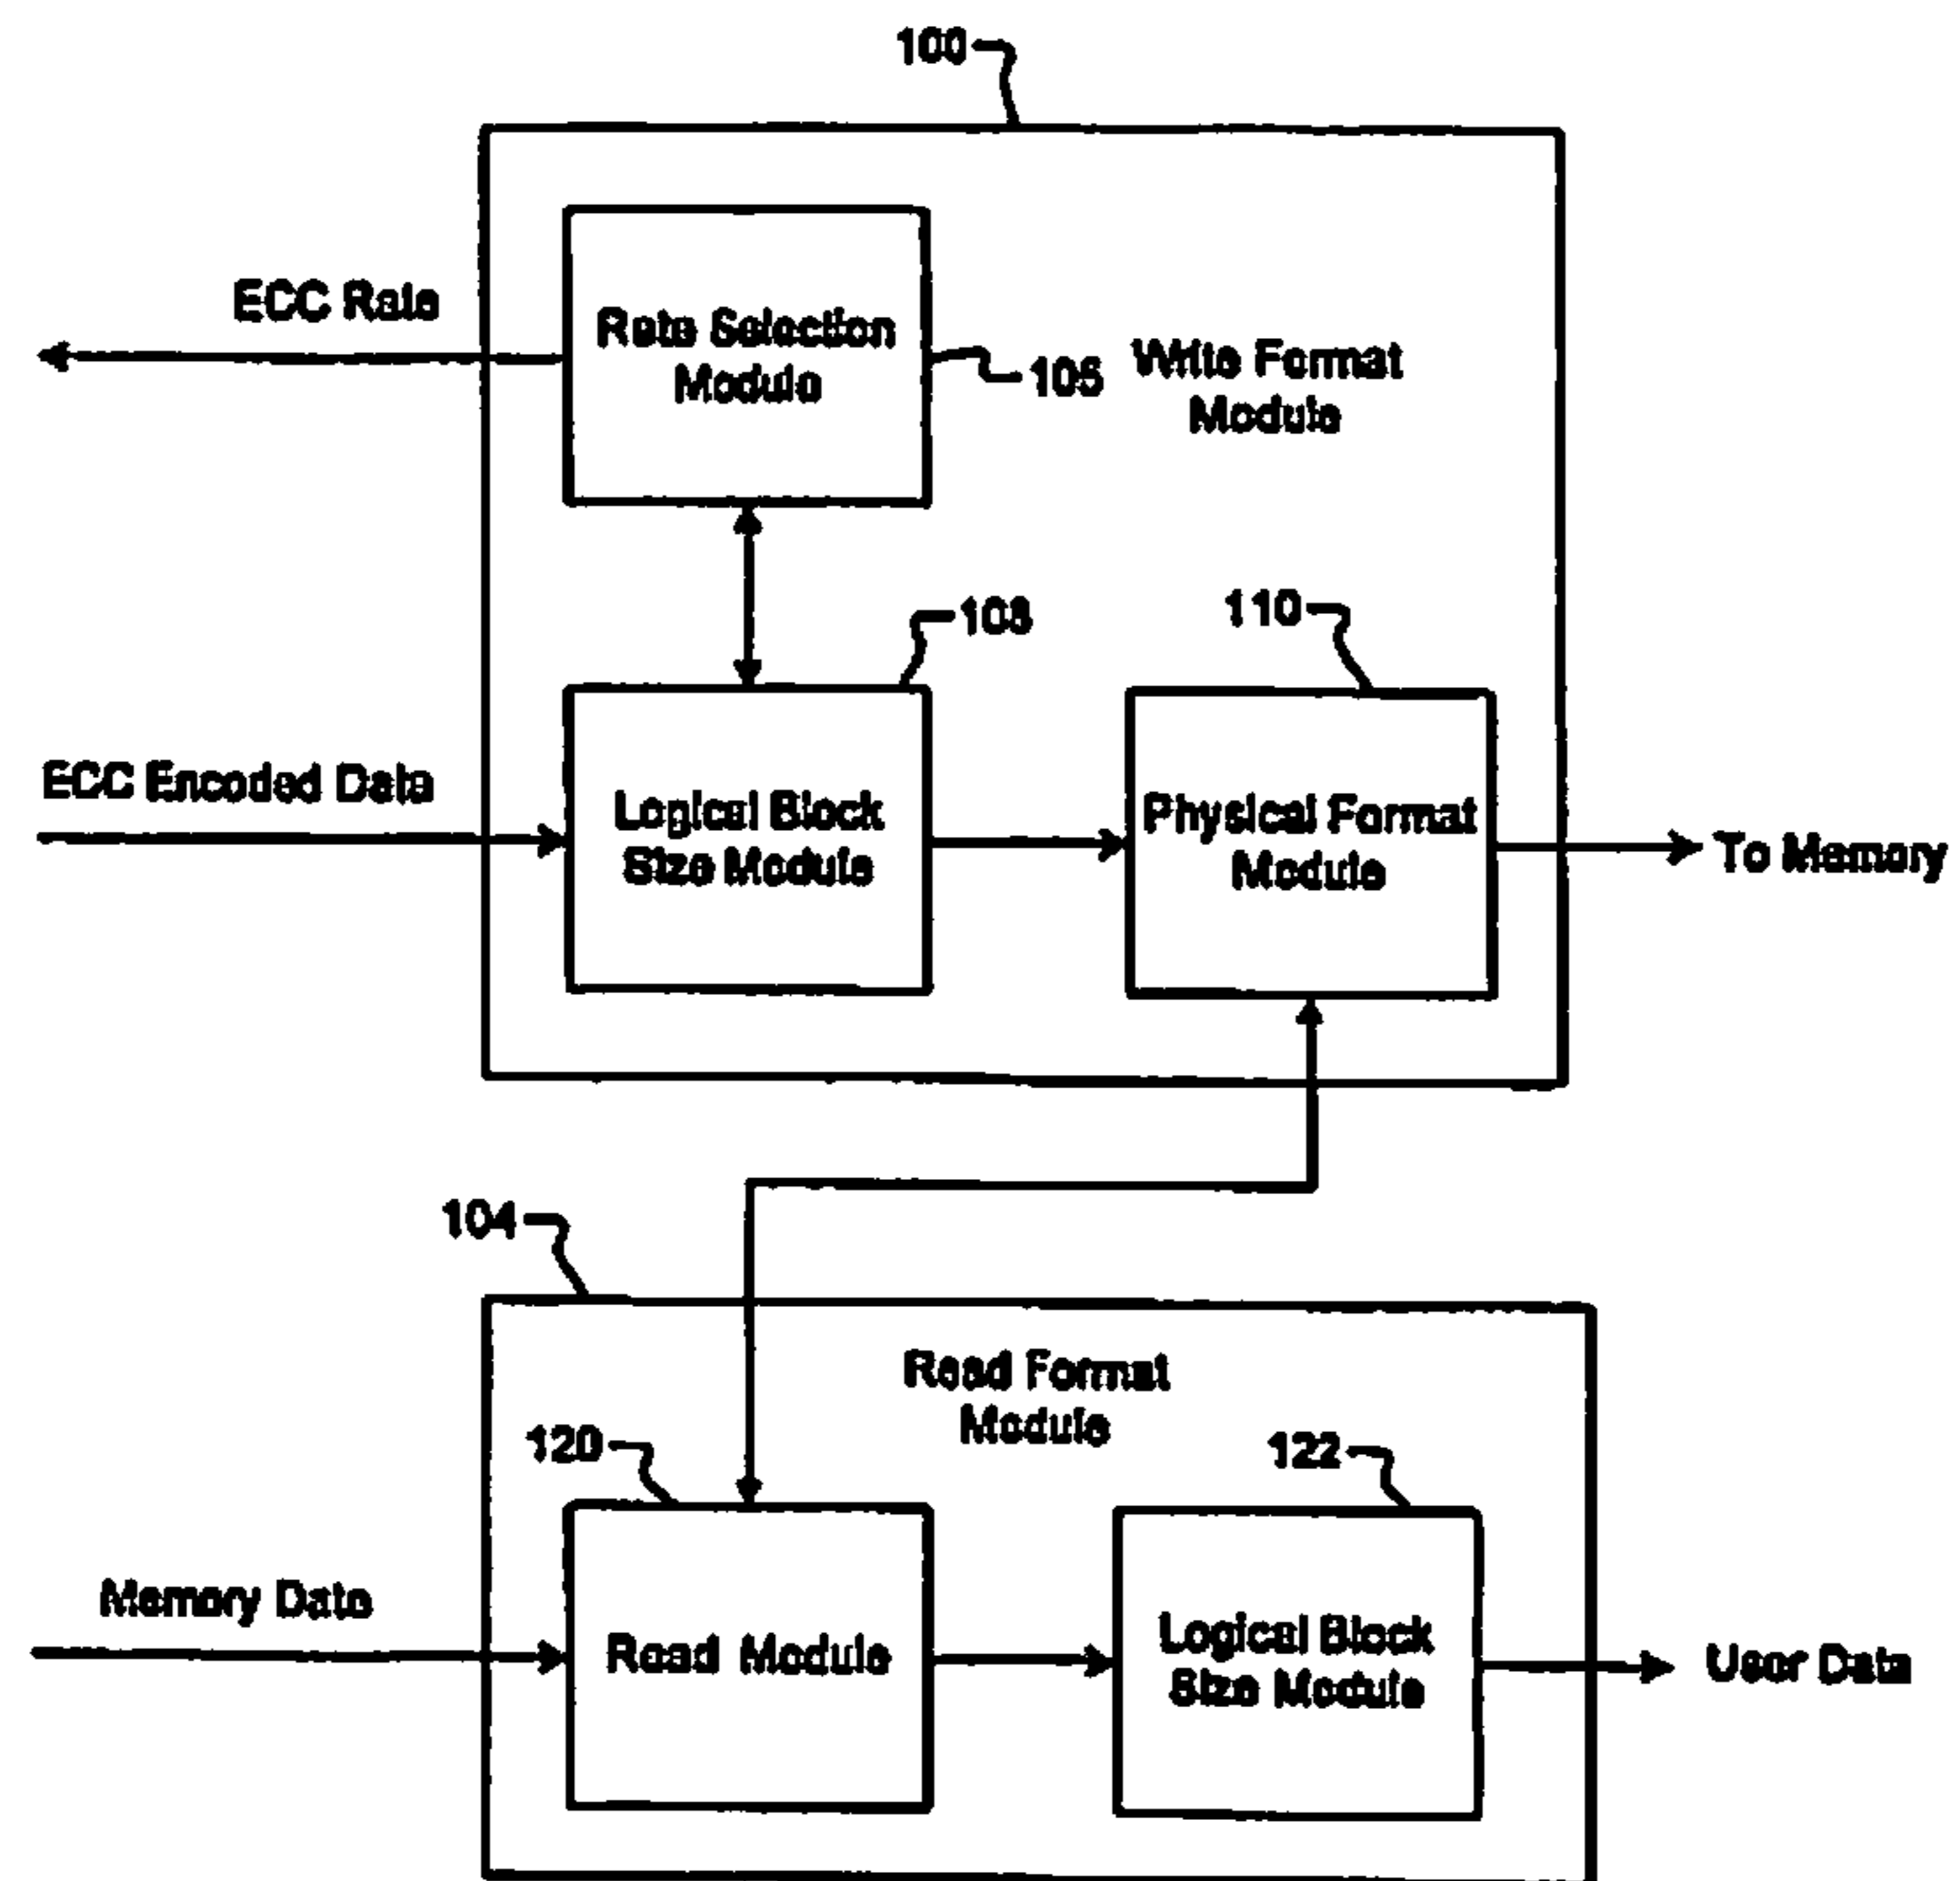 100
ECC Rate
Rate Selection
Module
Write Format
Module
110
ECC Encoded Data
Logical Block
Size Module
Physical Format
Module
To Memory
104
Read Format
Module
120
122
Memory Data
Read Module
Logical Block
Size Module
User Data